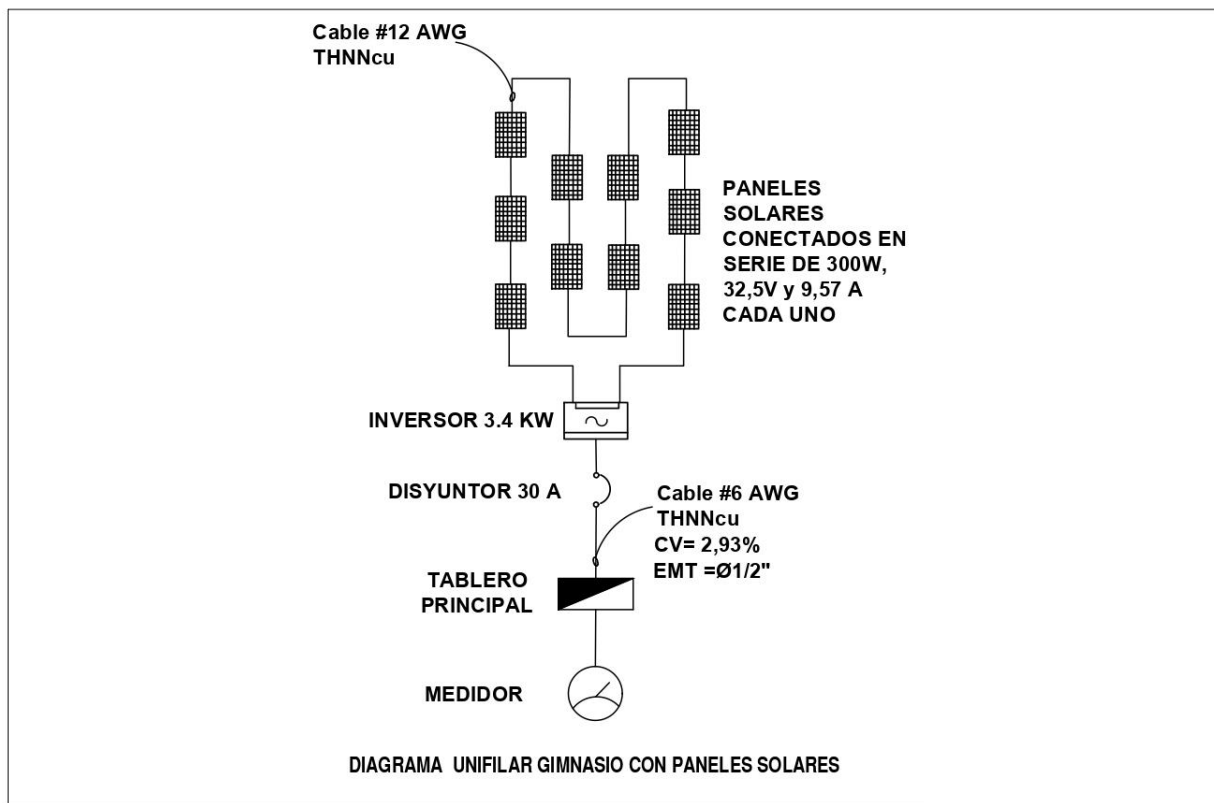 Cable #12 AWG
THNNcu
PANELES
SOLARES
CONECTADOS EN
SERIE DE 300W,
32,5V y 9,57 A
CADA UNO
INVERSOR 3.4 KW
DISYUNTOR 30 A
Cable #6 AWG
THNNcu
CV= 2,93%
EMT =Ø1/2"
TABLERO
PRINCIPAL
MEDIDOR
DIAGRAMA UNIFILAR GIMNASIO CON PANELES SOLARES